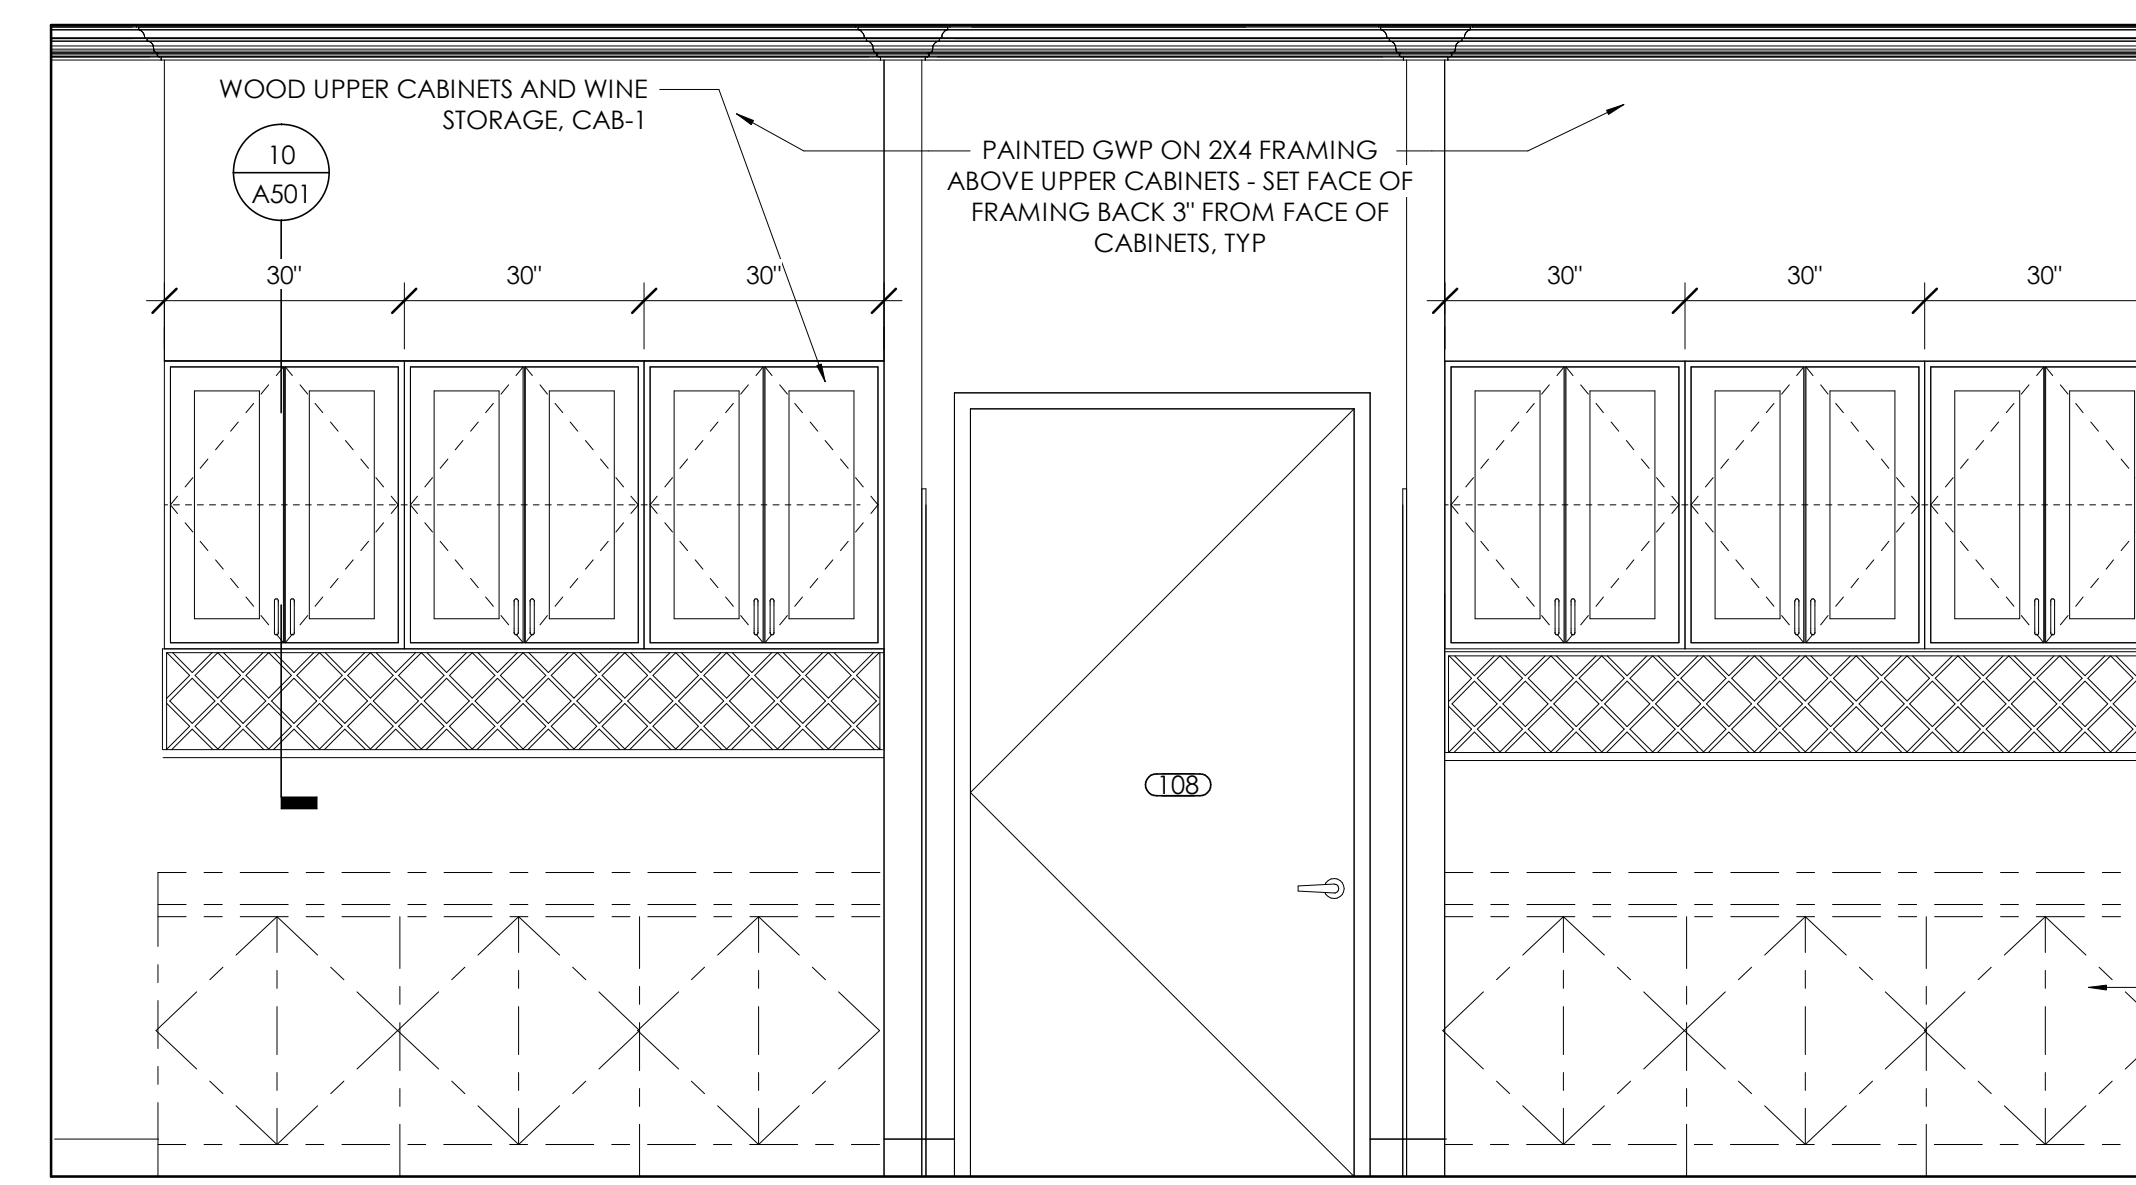 WOOD UPPER CABINETS AND WINE
STORAGE, CAB-1
10
A501
PAINTED GWP ON 2X4 FRAMING
ABOVE UPPER CABINETS - SET FACE OF
FRAMING BACK 3" FROM FACE OF
CABINETS, TYP
30"
30"
30"
30"
30"
30"
108